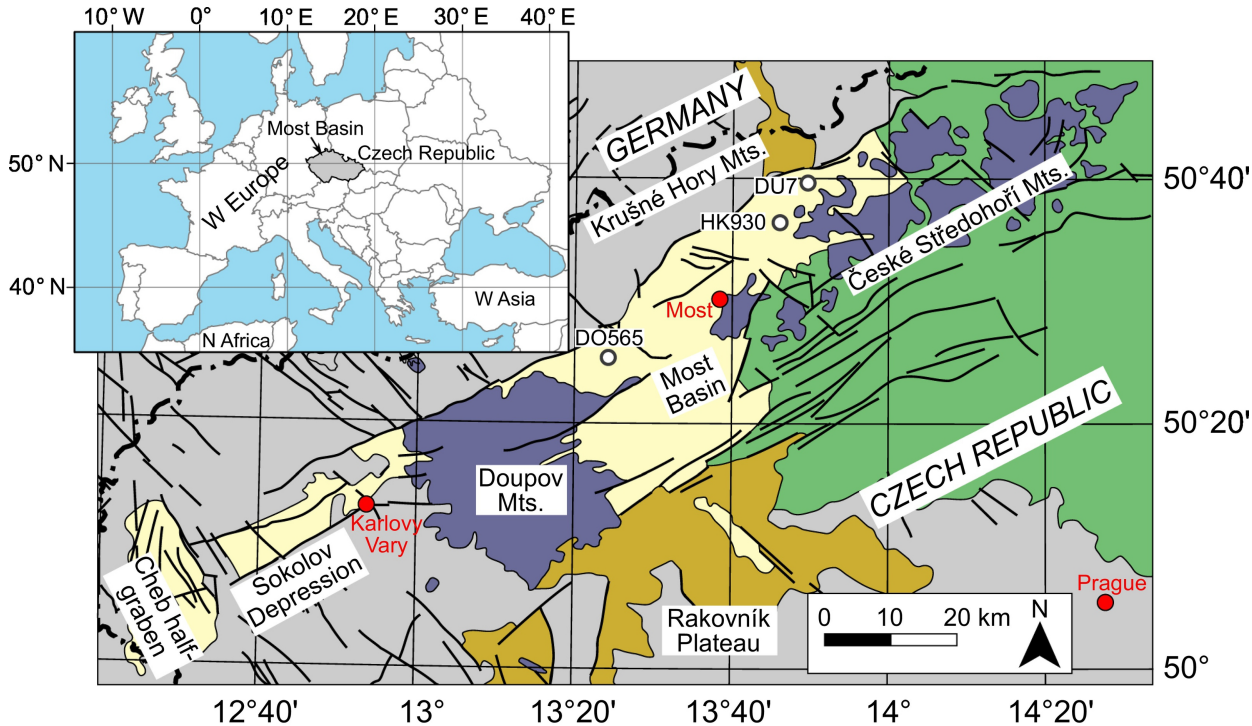 10° W 0° 10° E 20° E 30° E 40° E
50° N
40° N
Most Basin
Czech Republic
W Europe
W Asia
N Africa
GERMANY
Krušné Hory Mts.
DU7
HK930
České Středohoří Mts.
50°40'
Most
DO565
Most
Basin
50°20'
CZECH REPUBLIC
Doupov
Mts.
Karlovy
Vary
Sokolov
Depression
Cheb half-
graben
Rakovník
Plateau
Prague
0 10 20 km
N
50°
12°40' 13° 13°20' 13°40' 14° 14°20'